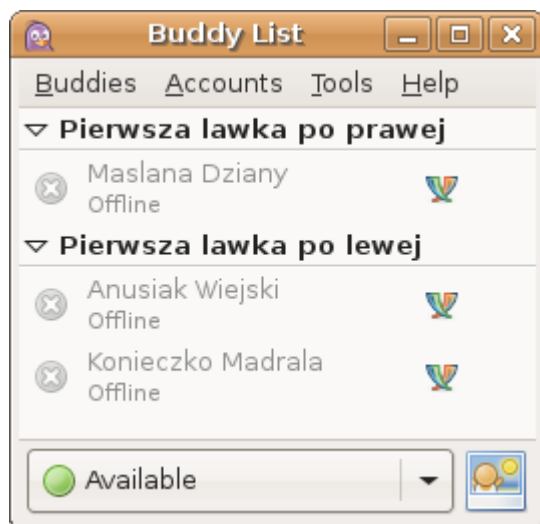 Buddy List
Buddies Accounts Tools Help
Pierwsza lawka po prawej
Maslana Dziany
Offline
Pierwsza lawka po lewej
Anusiak Wiejski
Offline
Konieczko Madrala
Offline
Available